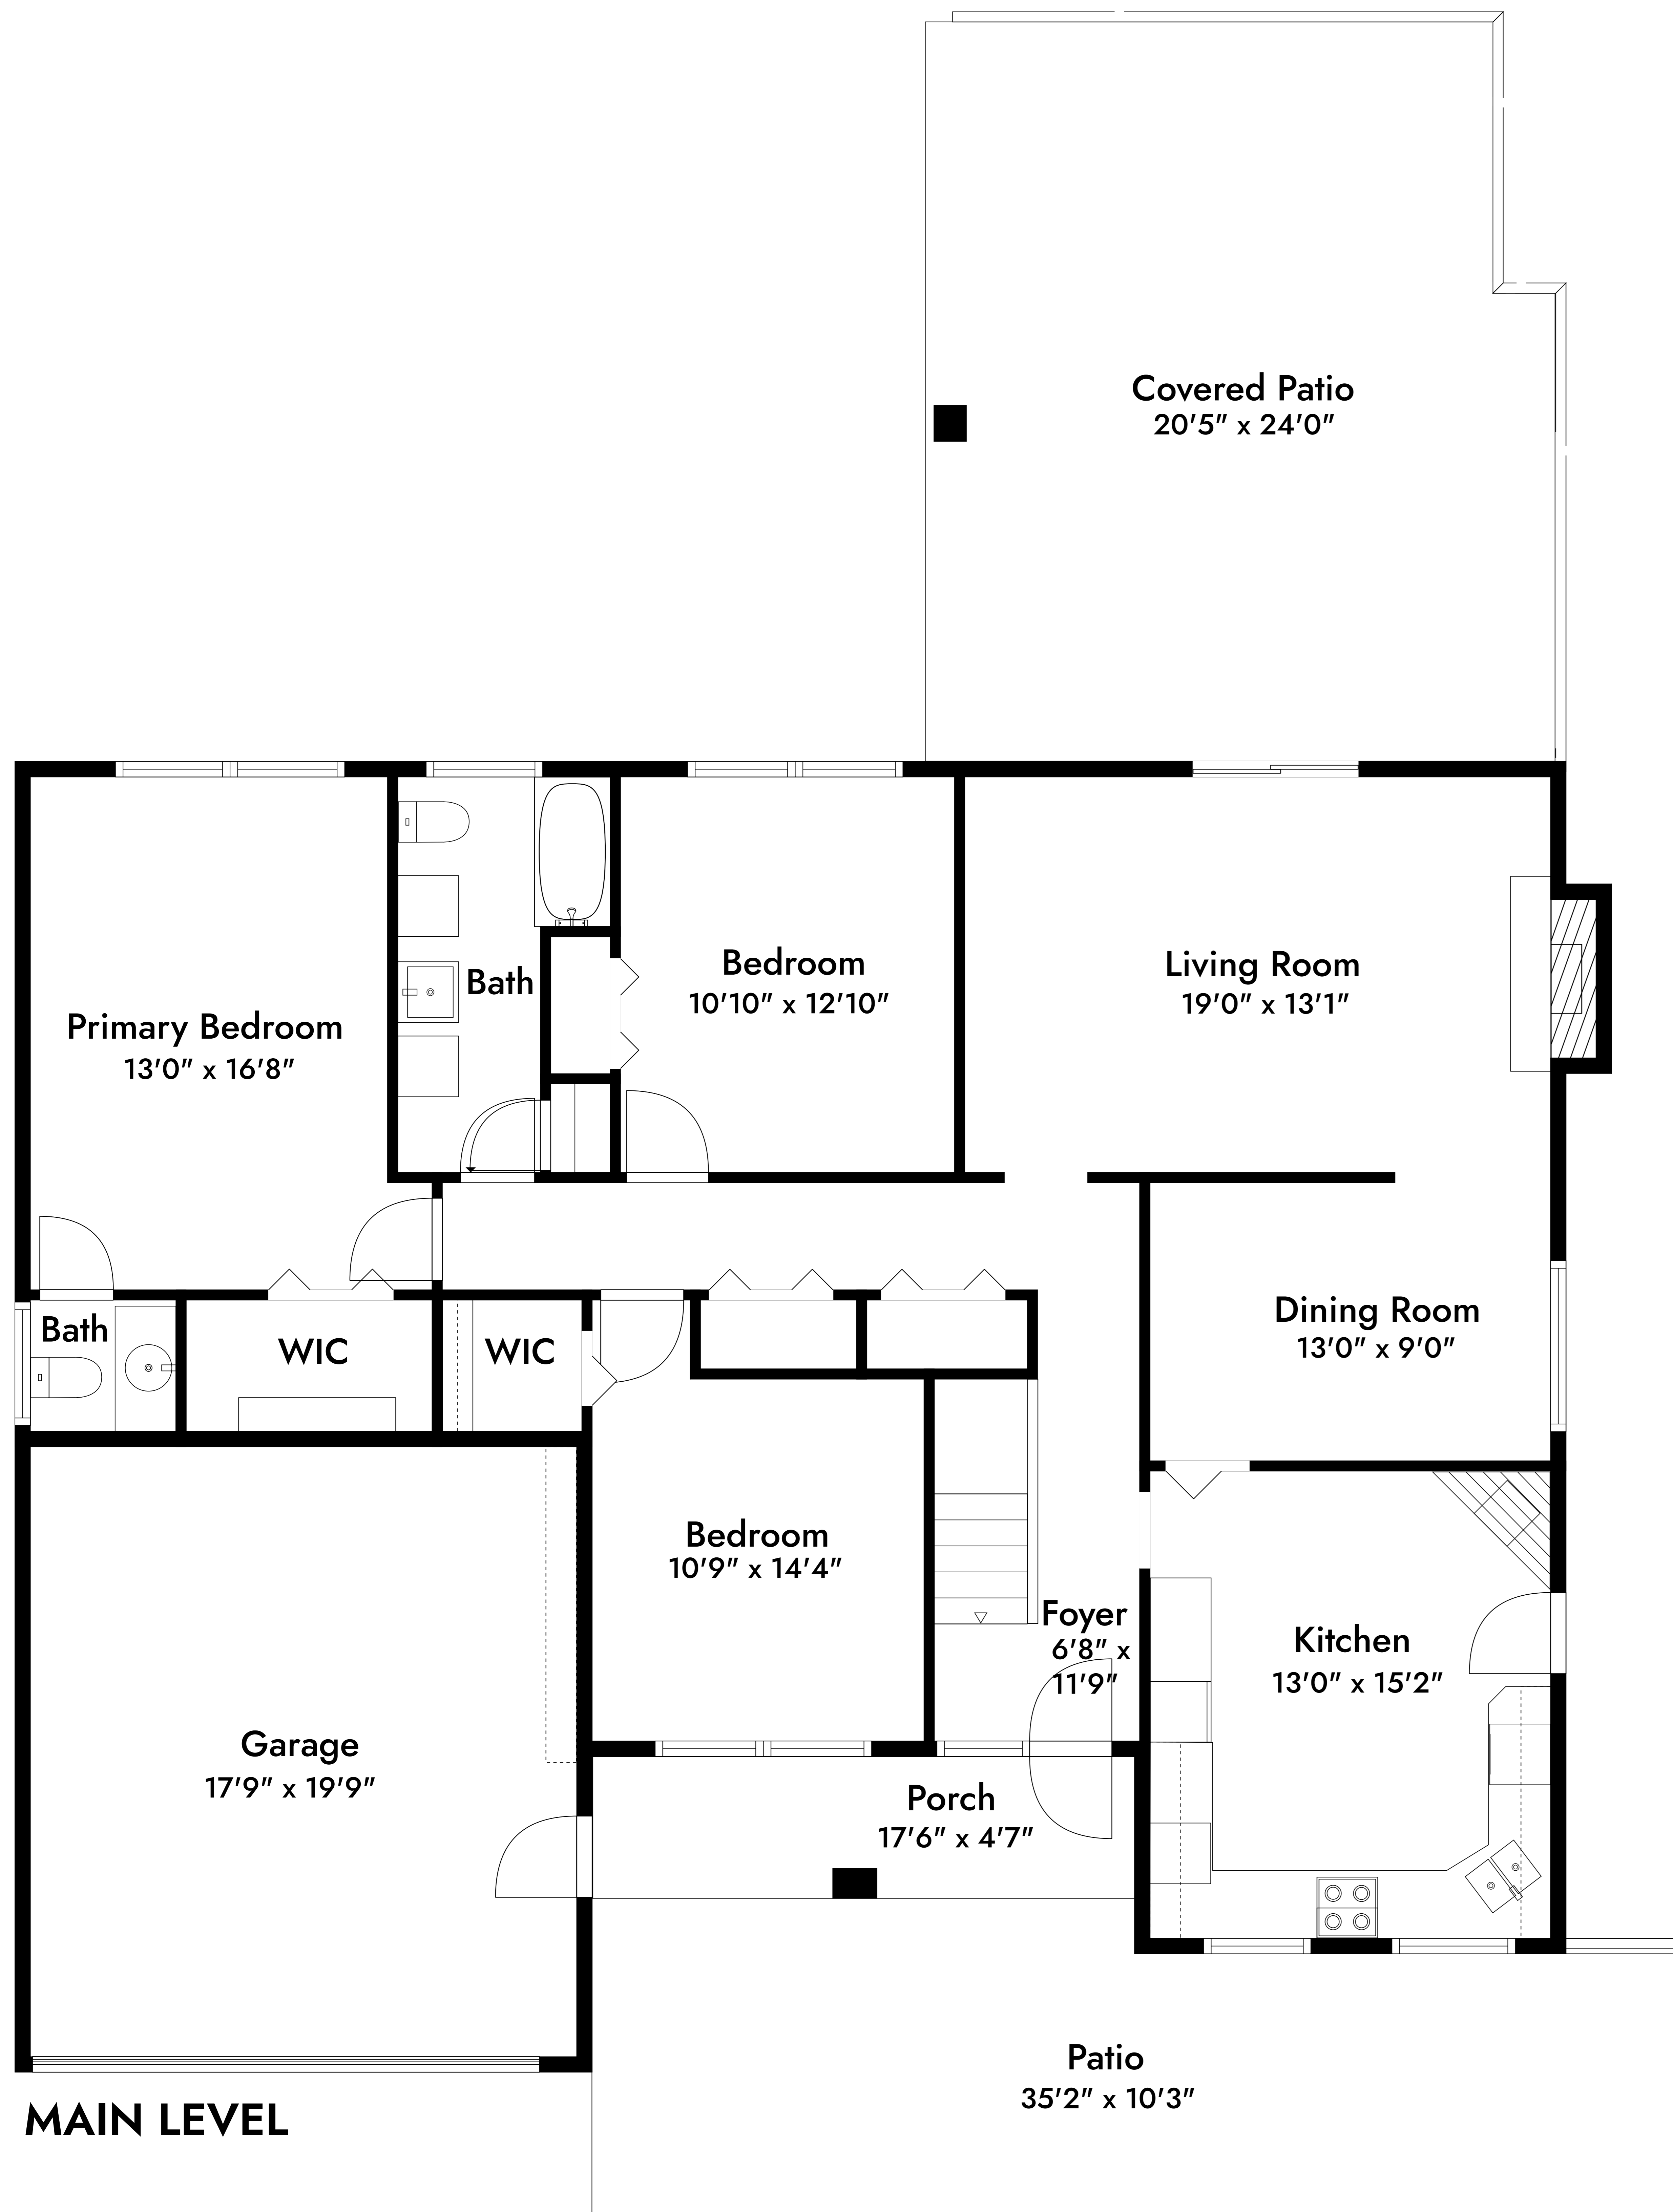 Covered Patio
20'5" x 24'0"
Bedroom
10'10" x 12'10"
Living Room
19'0" x 13'1"
Bath
Primary Bedroom
13'0" x 16'8"
Dining Room
13'0" x 9'0"
Bath
WIC
WIC
Bedroom
10'9" x 14'4"
Foyer
6'8" x
11'9"
Kitchen
13'0" x 15'2"
Garage
17'9" x 19'9"
Porch
17'6" x 4'7"
Patio
35'2" x 10'3"
MAIN LEVEL